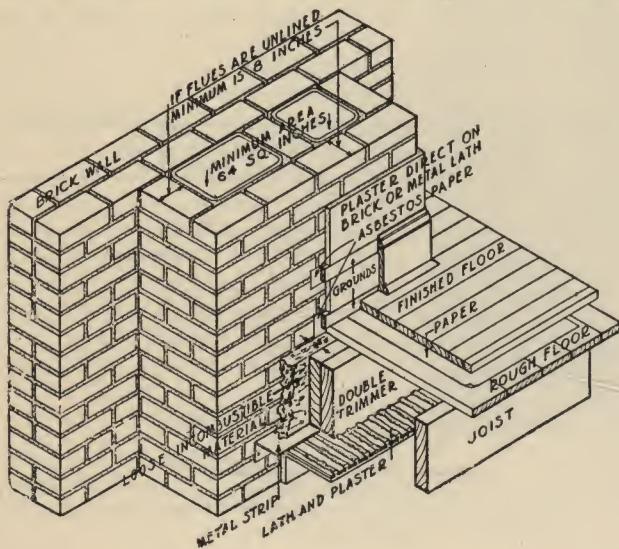 IF FLUES ARE UNLINED
MINIMUM IS 8 INCHES
MINIMUM AREA
64 SQ. INCHES
BRICK WALL
PLASTER DIRECT ON
BRICK OR METAL LATH
ASBESTOS PAPER
GROUNDS
FINISHED FLOOR
PAPER
ROUGH FLOOR
DOUBLE
TRIMMER
JOIST
LOOSE INCOMBUSTIBLE
MATERIAL
METAL STRIP
LATH AND PLASTER